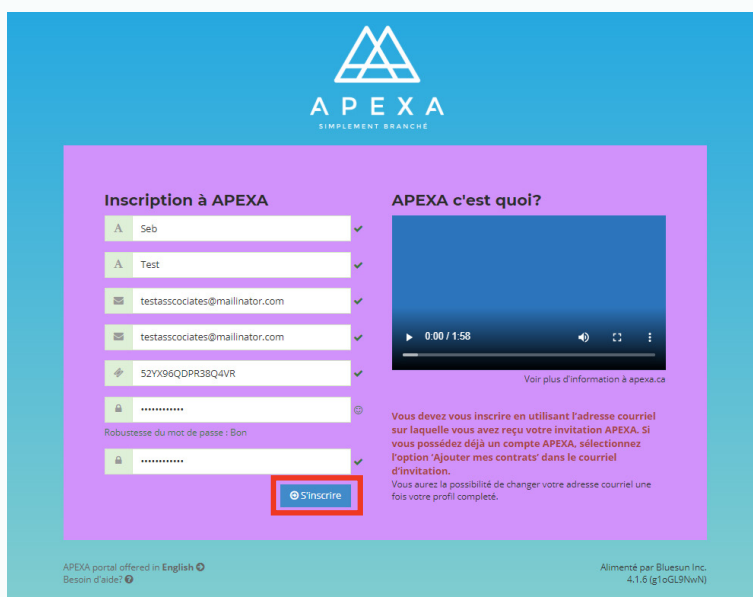 APEXA
SIMPLEMENT BRANCHÉ
Inscription à APEXA
Seb
Test
testasscociates@mailinator.com
testasscociates@mailinator.com
52YX96QDPR38Q4VR
••••••••••••
Robustesse du mot de passe : Bon
••••••••••••
S'inscrire
APEXA c'est quoi?
0:00 / 1:58
Voir plus d'information à apexa.ca
Vous devez vous inscrire en utilisant l'adresse courriel
sur laquelle vous avez reçu votre invitation APEXA. Si
vous possédez déjà un compte APEXA, sélectionnez
l'option 'Ajouter mes contrats' dans le courriel
d'invitation.
Vous aurez la possibilité de changer votre adresse courriel une
fois votre profil completé.
APEXA portal offered in English
Besoin d'aide?
Alimenté par Bluesun Inc.
4.1.6 (g1oGL9NwN)